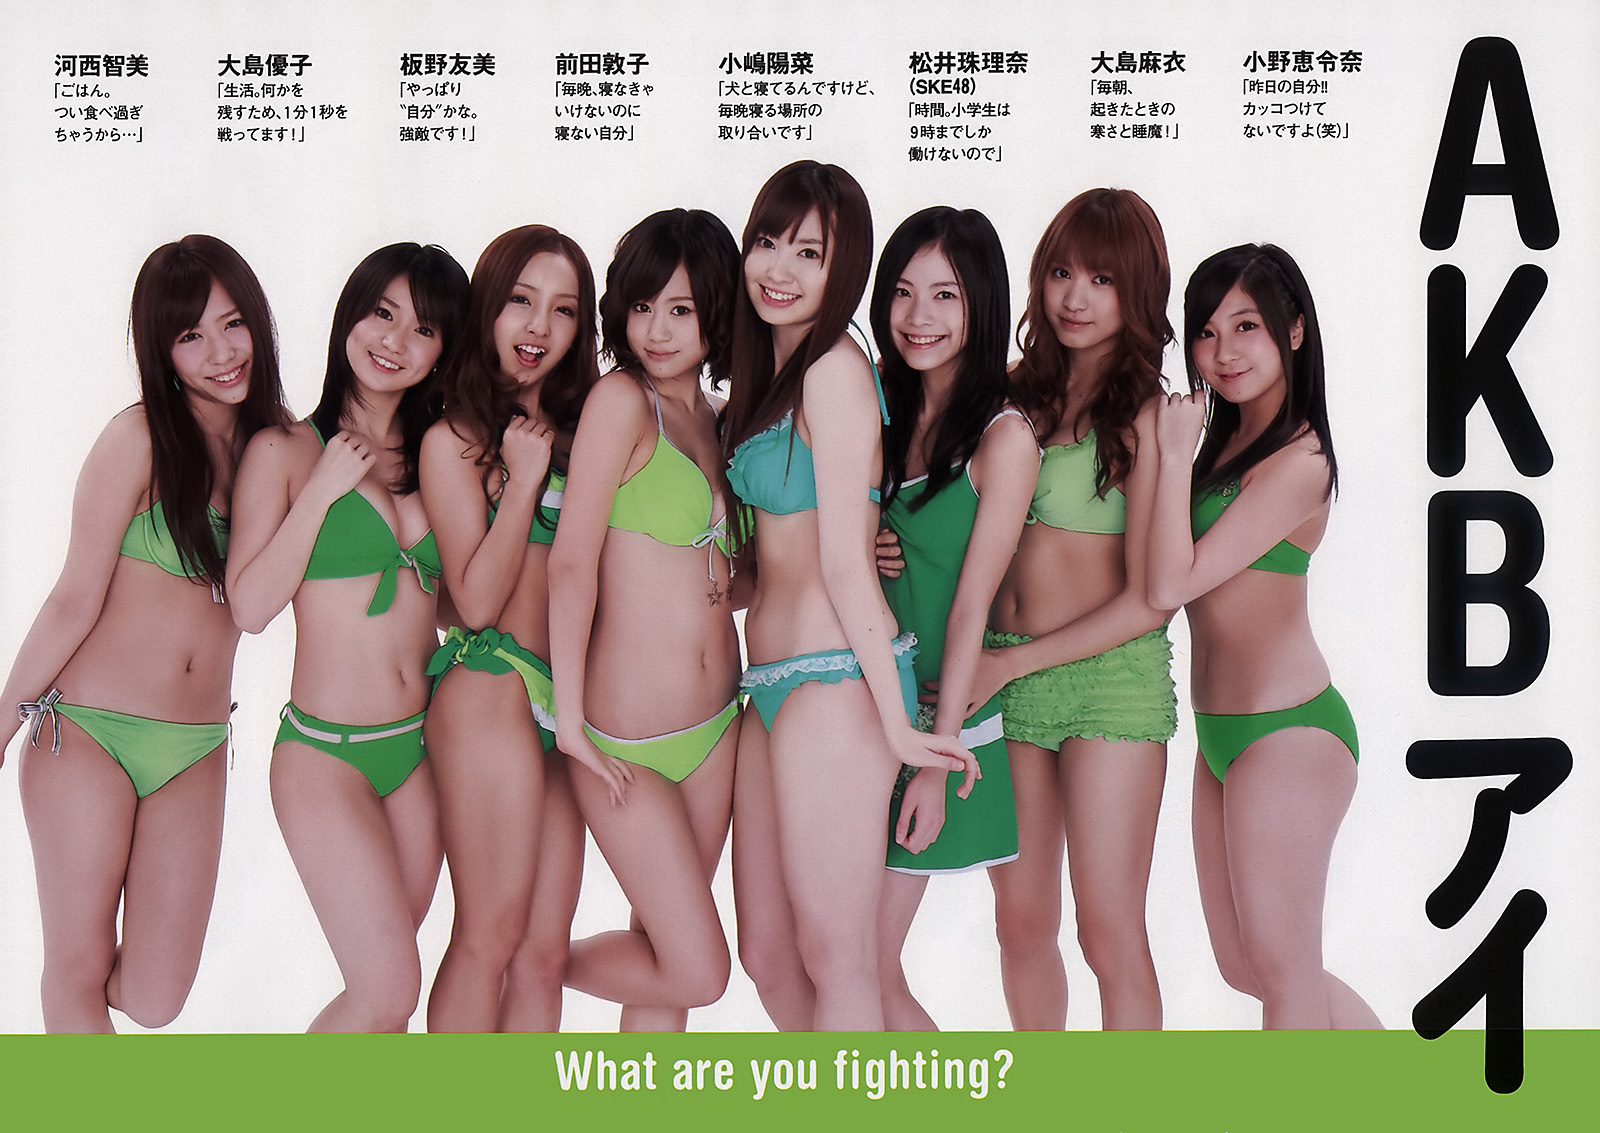 河西智美
「ごはん。
つい食べ過ぎ
ちゃうから…」
大島優子
「生活。何かを
残すため、1分1秒を
戦ってます!」
板野友美
「やっぱり
“自分”かな。
強敵です!」
前田敦子
「毎晩、寝なきゃ
いけないのに
寝ない自分」
小嶋陽菜
「犬と寝てるんですけど、
毎晩寝る場所の
取り合いです」
松井珠理奈
(SKE48)
「時間。小学生は
9時までしか
働けないので」
大島麻衣
「毎朝、
起きたときの
寒さと睡魔!」
小野恵令奈
「昨日の自分!!
カッコつけて
ないですよ(笑)」
AKBアイ
What are you fighting?